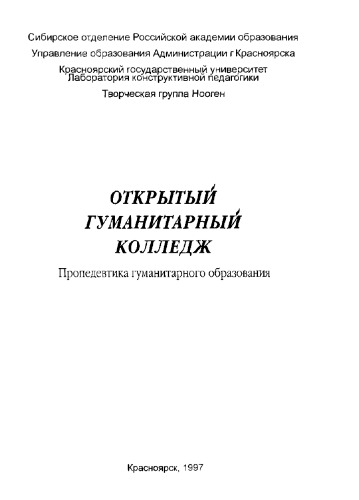 Сибирское отделение Российской академии образования
Управление образования Администрации г Красноярска
Красноярский государственный университет
Лаборатория конструктивной педагогики
Творческая группа Нооген
ОТКРЫТЫЙ
ГУМАНИТАРНЫЙ
КОЛЛЕДЖ
Пропедевтика гуманитарного образования
Красноярск, 1997